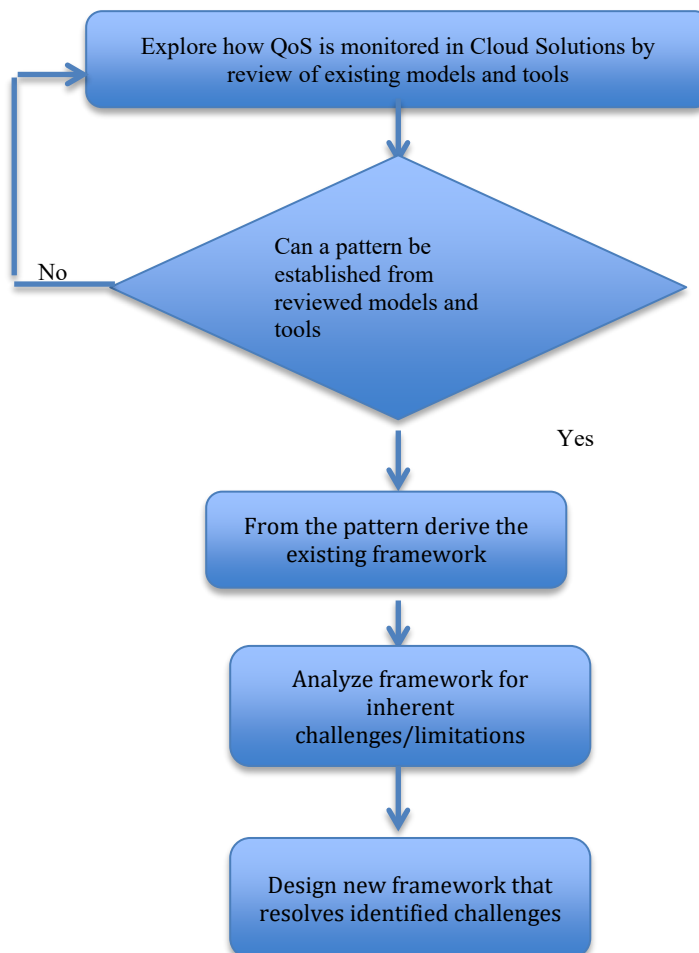 Explore how QoS is monitored in Cloud Solutions by
review of existing models and tools
Can a pattern be
established from
reviewed models and
tools
No
Yes
From the pattern derive the
existing framework
Analyze framework for
inherent
challenges/limitations
Design new framework that
resolves identified challenges